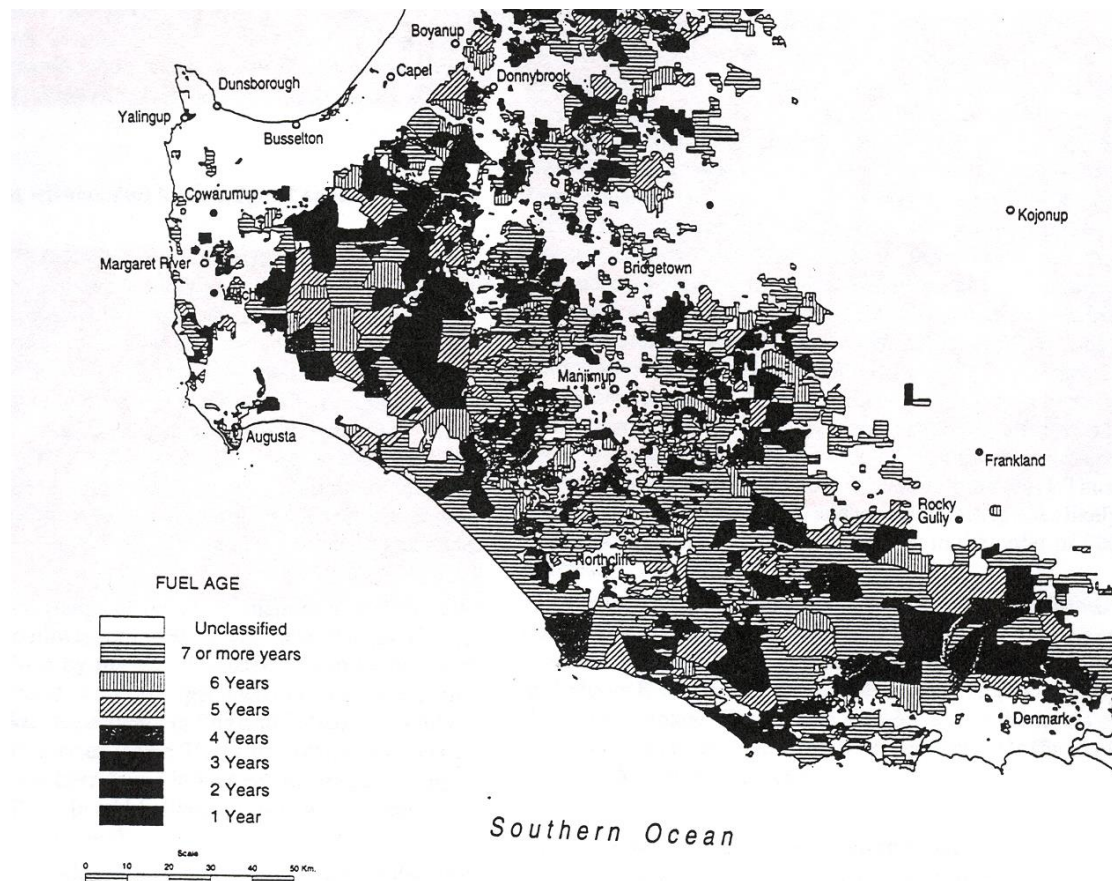 Boyanup
Capel
Donnybrook
Dunsborough
Yalingup
Busselton
Cowarumup
Kojonup
Margaret River
Bridgetown
Manjimup
Augusta
Frankland
Rocky
Gully
Northcliffe
Denmark
FUEL AGE
Unclassified
7 or more years
6 Years
5 Years
4 Years
3 Years
2 Years
1 Year
Scale
0 10 20 30 40 50 Km.
Southern Ocean